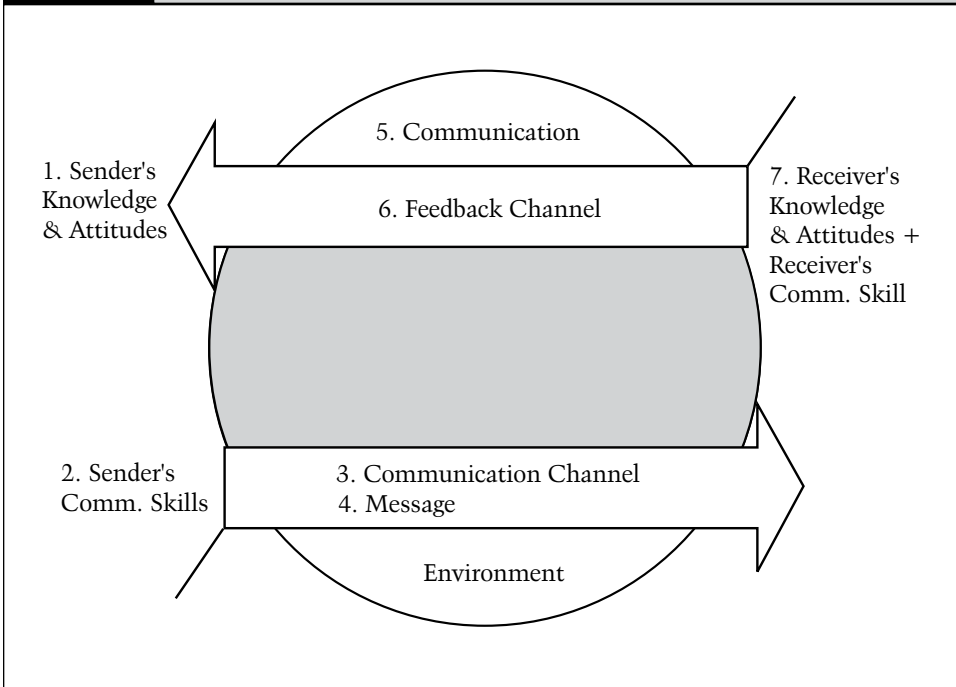 5. Communication
1. Sender's
Knowledge
& Attitudes
6. Feedback Channel
7. Receiver's
Knowledge
& Attitudes +
Receiver's
Comm. Skill
2. Sender's
Comm. Skills
3. Communication Channel
4. Message
Environment